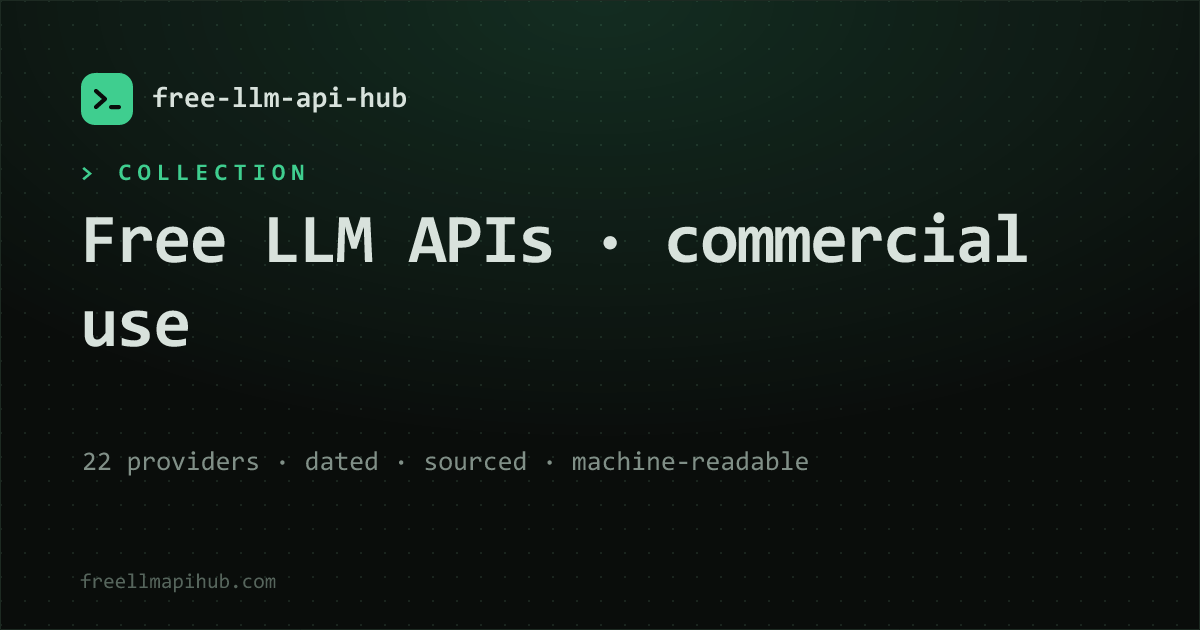 free-llm-api-hub
> COLLECTION
Free LLM APIs · commercial
use
22 providers · dated · sourced · machine-readable
freellmapihub.com